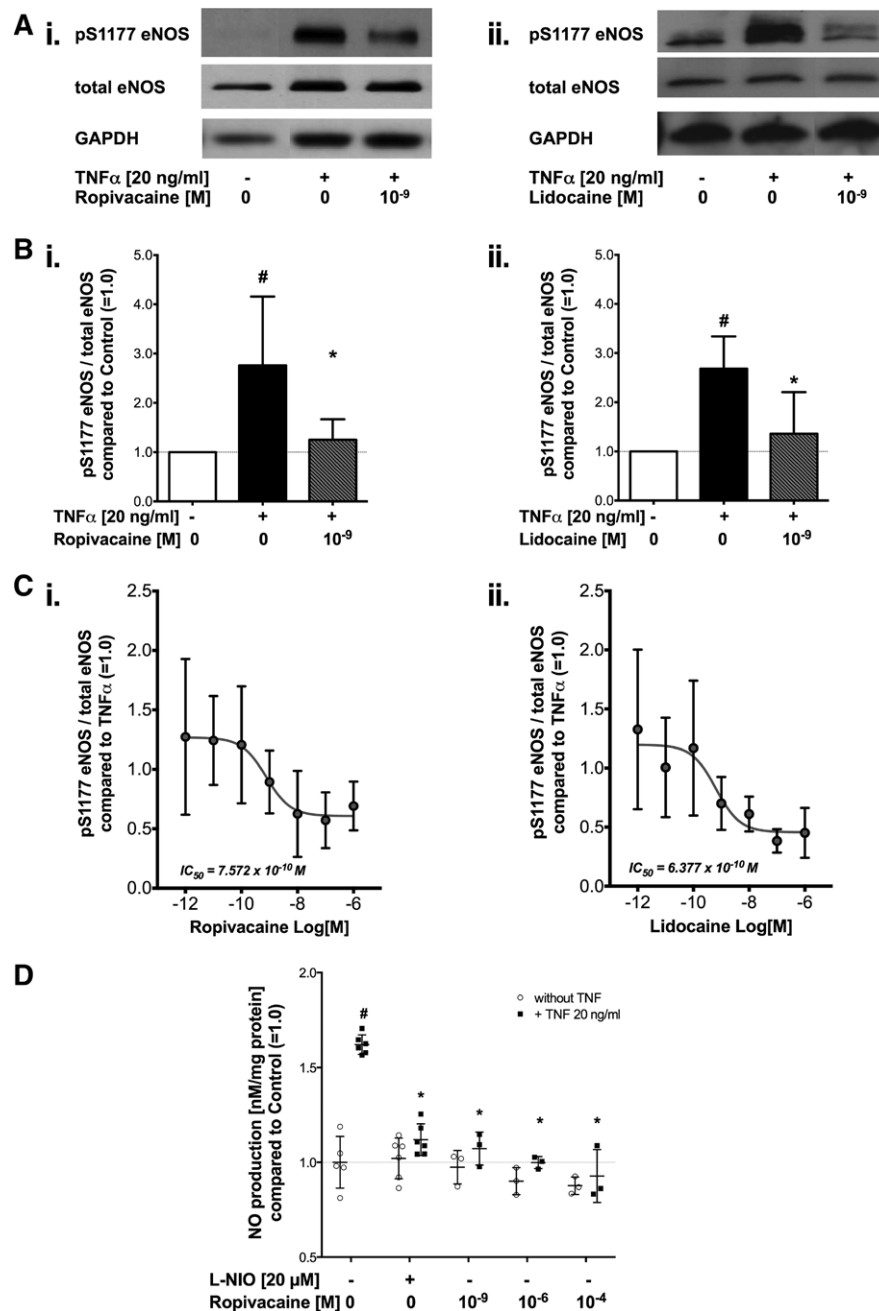 A i. ii.
pS1177 eNOS
total eNOS
GAPDH
TNFα [20 ng/ml] - + +
Ropivacaine [M] 0 0 10⁻⁹
pS1177 eNOS
total eNOS
GAPDH
TNFα [20 ng/ml] - + +
Lidocaine [M] 0 0 10⁻⁹
B i. ii.
pS1177 eNOS / total eNOS
compared to Control (=1.0)
5.0
4.0
3.0
2.0
1.0
0.0
#
*
TNFα [20 ng/ml] - + +
Ropivacaine [M] 0 0 10⁻⁹
pS1177 eNOS / total eNOS
compared to Control (=1.0)
5.0
4.0
3.0
2.0
1.0
0.0
#
*
TNFα [20 ng/ml] - + +
Lidocaine [M] 0 0 10⁻⁹
C i. ii.
pS1177 eNOS / total eNOS
compared to TNFα (=1.0)
2.5
2.0
1.5
1.0
0.5
0.0
IC₅₀ = 7.572 x 10⁻¹⁰ M
-12 -10 -8 -6
Ropivacaine Log[M]
pS1177 eNOS / total eNOS
compared to TNFα (=1.0)
2.5
2.0
1.5
1.0
0.5
0.0
IC₅₀ = 6.377 x 10⁻¹⁰ M
-12 -10 -8 -6
Lidocaine Log[M]
D
NO production [nM/mg protein]
compared to Control (=1.0)
2.0
1.5
1.0
0.5
without TNF
+ TNF 20 ng/ml
#
* * * *
L-NIO [20 µM] - + - - -
Ropivacaine [M] 0 0 10⁻⁹ 10⁻⁶ 10⁻⁴